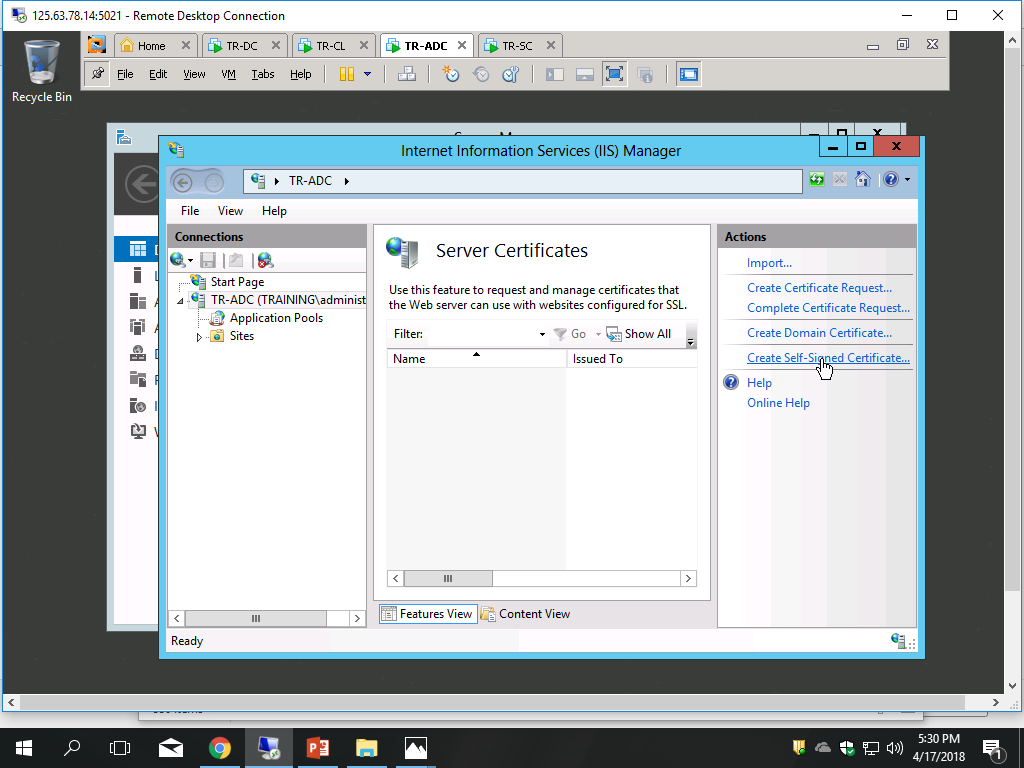 125.63.78.14:5021 - Remote Desktop Connection
Home
TR-DC
TR-CL
TR-ADC
TR-SC
File Edit View VM Tabs Help
Recycle Bin
Internet Information Services (IIS) Manager
TR-ADC
File View Help
Connections
Start Page
TR-ADC (TRAINING\administ
Application Pools
Sites
Server Certificates
Use this feature to request and manage certificates that
the Web server can use with websites configured for SSL.
Filter: Go Show All
Name Issued To
Features View Content View
Actions
Import...
Create Certificate Request...
Complete Certificate Request...
Create Domain Certificate...
Create Self-Signed Certificate...
Help
Online Help
Ready
5:30 PM
4/17/2018
1